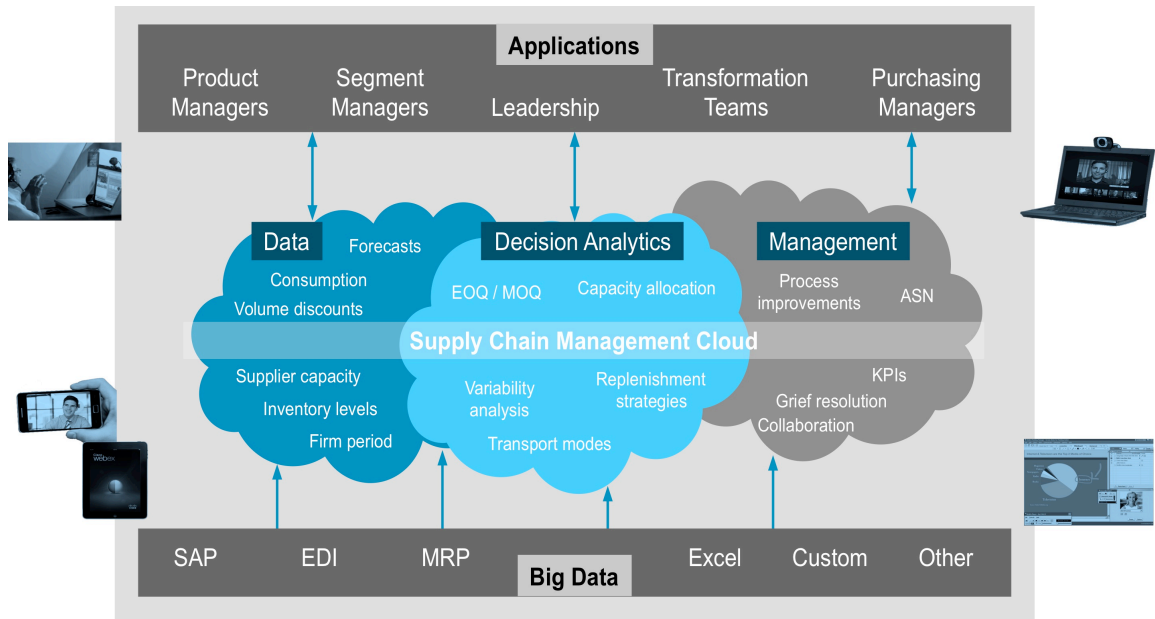 Applications
Product
Managers
Segment
Managers
Leadership
Transformation
Teams
Purchasing
Managers
Data
Decision Analytics
Management
Forecasts
Consumption
Volume discounts
EOQ / MOQ
Capacity allocation
Process
improvements
ASN
Supply Chain Management Cloud
Supplier capacity
Inventory levels
Firm period
Variability
analysis
Replenishment
strategies
Transport modes
KPIs
Grief resolution
Collaboration
webex
SAP
EDI
MRP
Excel
Custom
Other
Big Data